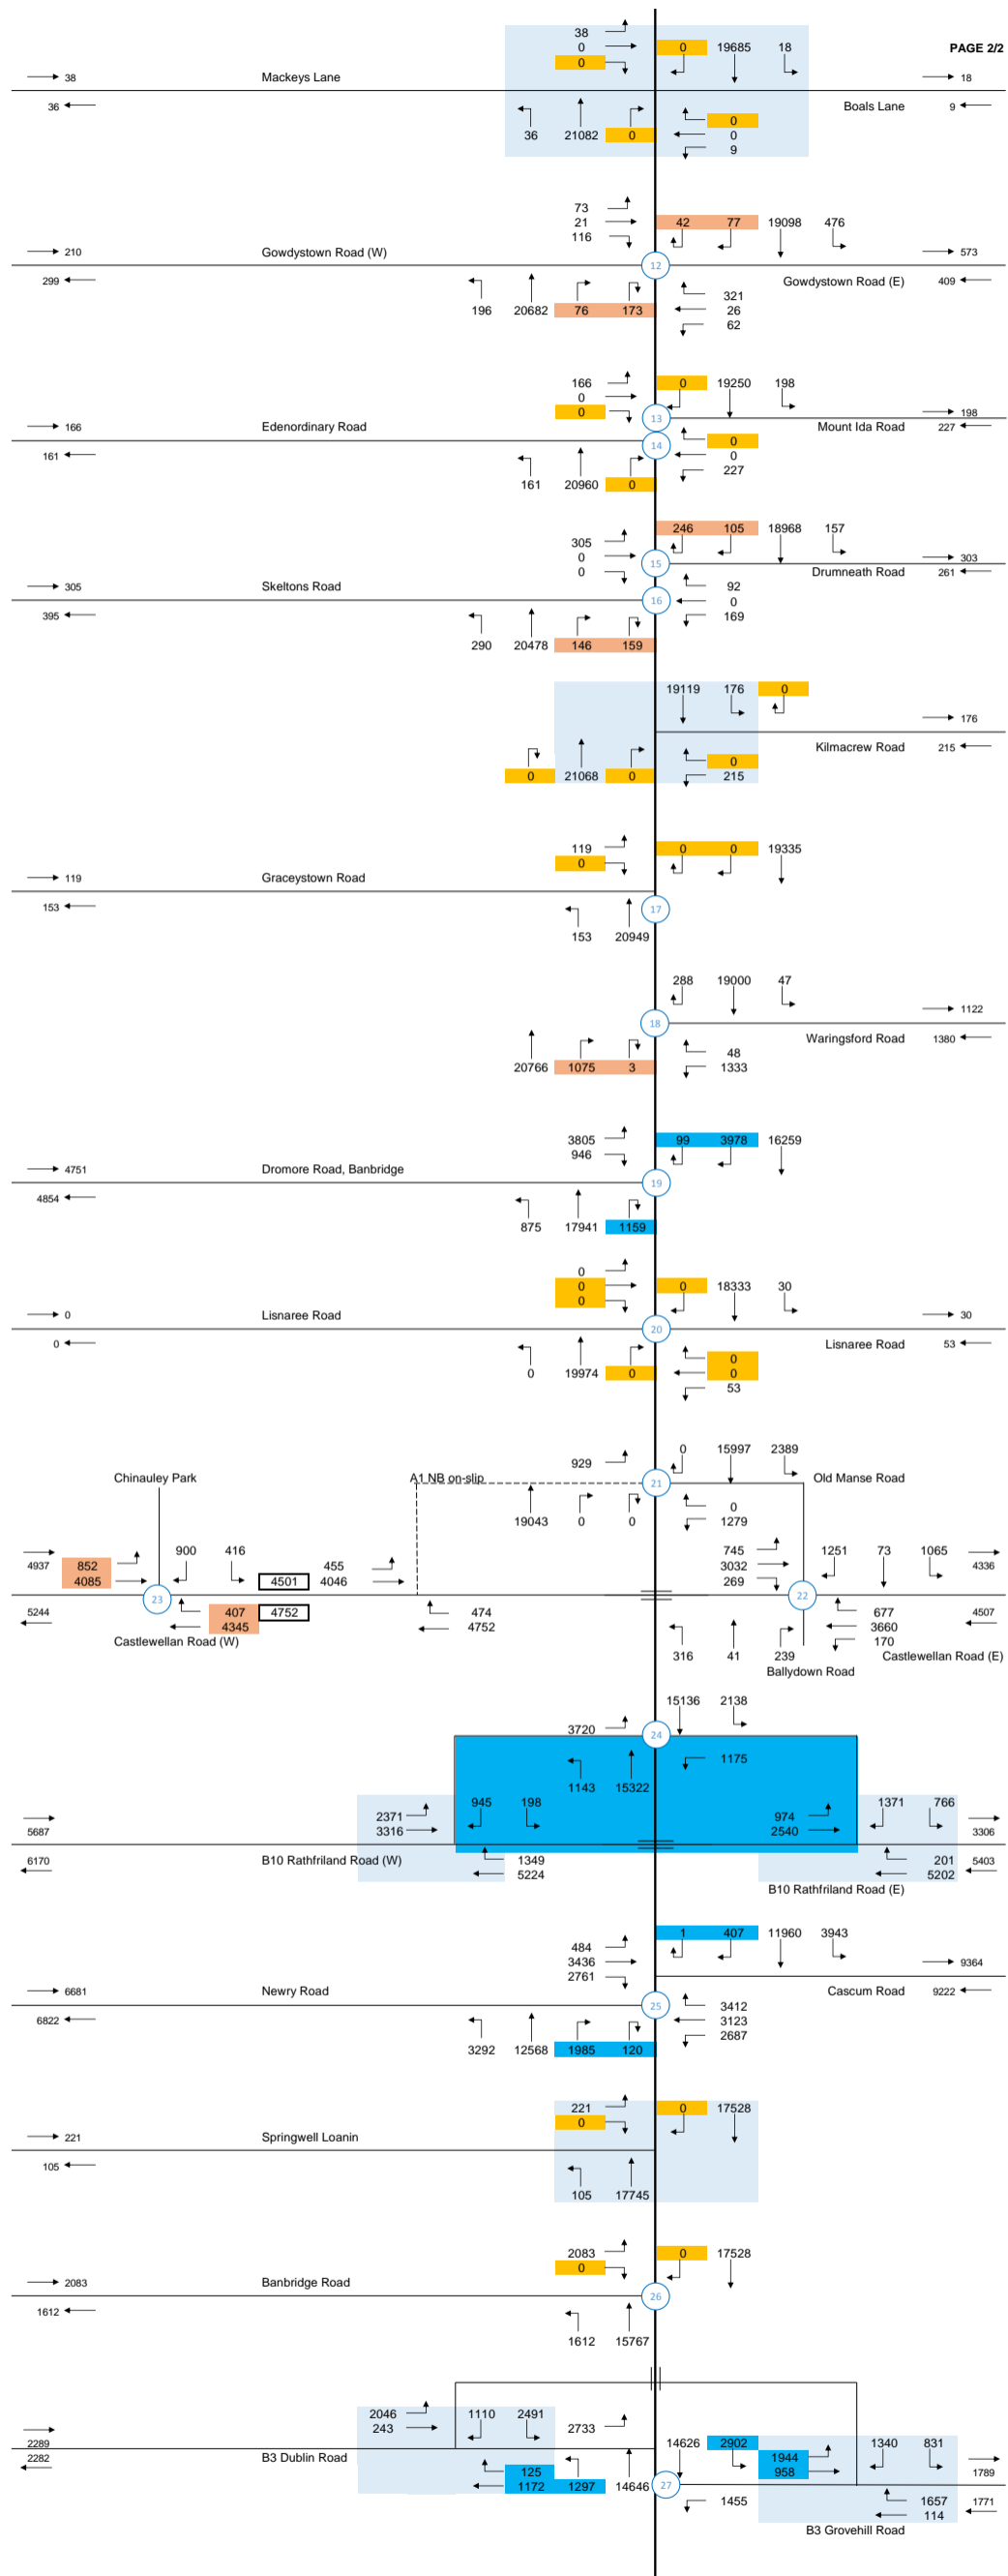 38
0 0 19685 18 PAGE 2/2
0
38 Mackeys Lane 18
36 Boals Lane 9
0
36 21082 0 0
9
73
21 42 77 19098 476
116
210 Gowdystown Road (W) 573
12
299 Gowdystown Road (E) 409
321
196 20682 76 173 26
62
166 0 19250 198
0
0
13 198
166 Edenordinary Road Mount Ida Road 227
14 0
161 0
227
161 20960 0
246 105 18968 157
305
0
0
15 303
Drumneath Road 261
305 Skeltons Road 92
16 0
395 169
290 20478 146 159
19119 176 0
176
Kilmacrew Road 215
0
0 21068 0 215
119 0 0 19335
0
119 Graceystown Road
153 17
153 20949
288 19000 47
1122
18
Waringsford Road 1380
48
20766 1075 3 1333
3805 99 3978 16259
946
4751 Dromore Road, Banbridge
19
4854
875 17941 1159
0
0 0 18333 30
0
0 Lisnaree Road 30
20
0 Lisnaree Road 53
0
0 19974 0 0
53
929 0 15997 2389
Chinauley Park A1 NB on-slip Old Manse Road
21
0
19043 0 0 1279
745
852 900 416 455 3032 1251 73 1065
4937 4336
4085 4501 4046 269
23 22
5244 407 4752 474 677 4507
4345 4752 3660
Castlewellan Road (W) 170
316 41 239 Castlewellan Road (E)
Ballydown Road
15136 2138
3720
24
1175
1143 15322
945 198 1371 766
2371 974
3316 2540
5687 3306
6170 B10 Rathfriland Road (W) 1349 201 5403
5224 5202
B10 Rathfriland Road (E)
1 407 11960 3943
484
3436
2761 9364
6681 Newry Road Cascum Road 9222
25
6822 3412
3123
3292 12568 1985 120 2687
221 0 17528
0
221 Springwell Loanin
105
105 17745
2083 0 17528
0
2083 Banbridge Road
26
1612
1612 15767
2046 1110 2491
243 2733
2289 14626 2902 1340 831
2282 B3 Dublin Road 1944
958 1789
125
1172 1297 14646 27
1455 1657 1771
114
B3 Grovehill Road